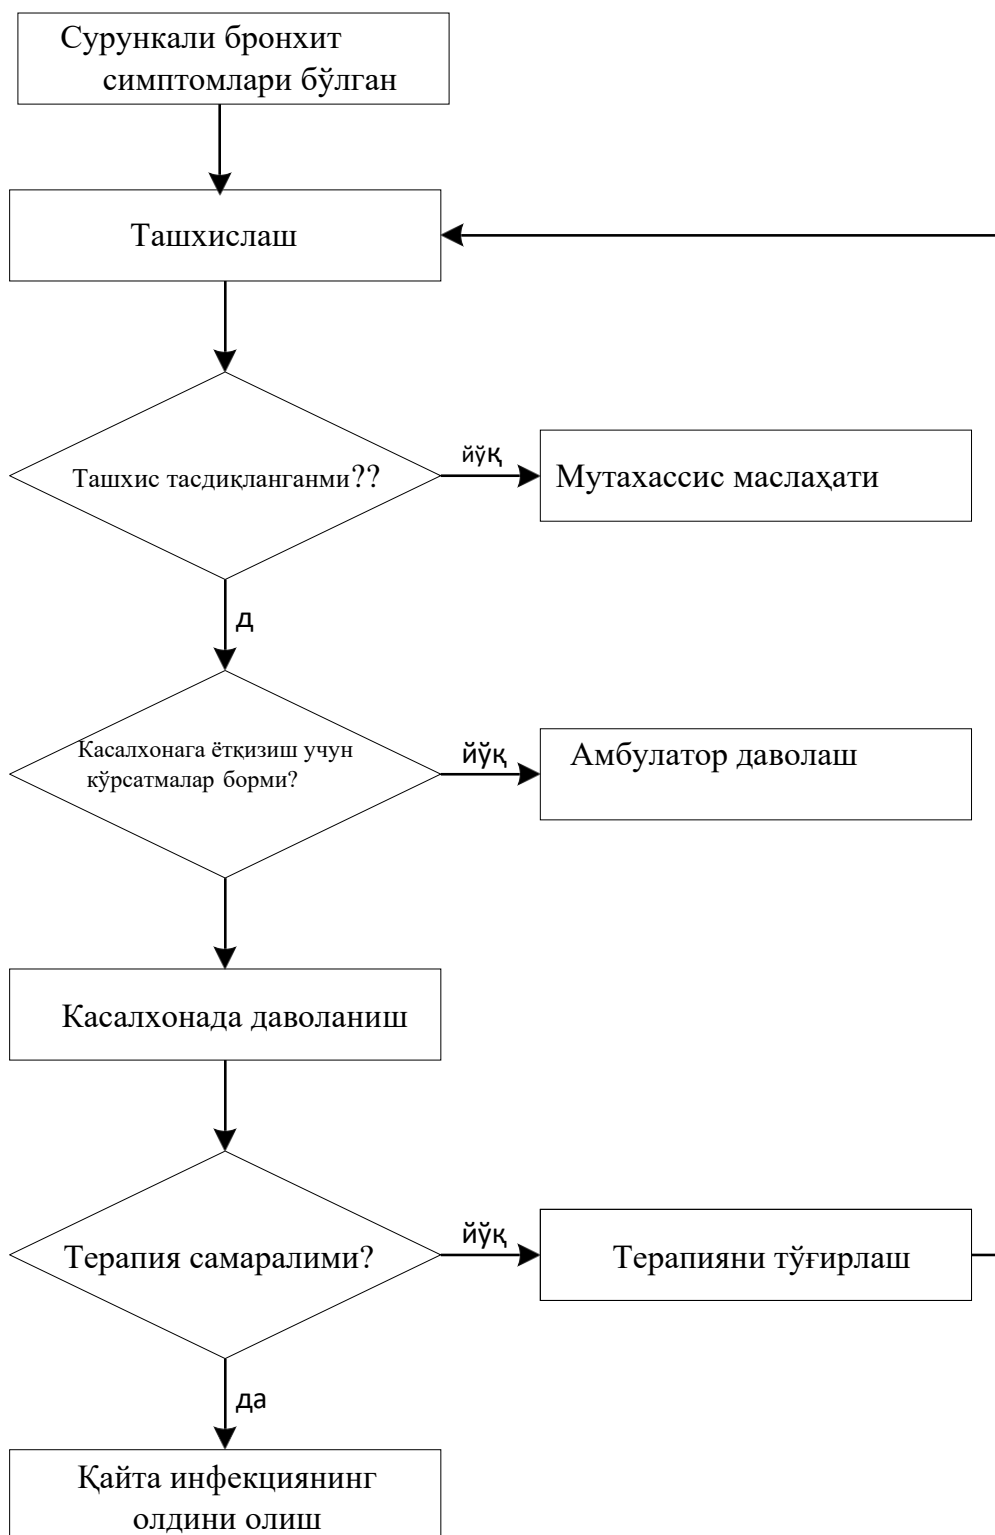 Сурункали бронхит
симптомлари бўлган
Ташхислаш
Ташхис тасдиқланганми??
йўқ
Мутахассис маслаҳати
д
Касалхонага ётқизиш учун
кўрсатмалар борми?
йўқ
Амбулатор даволаш
Касалхонада даволаниш
Терапия самаралими?
йўқ
Терапияни тўғирлаш
да
Қайта инфекциянинг
олдини олиш